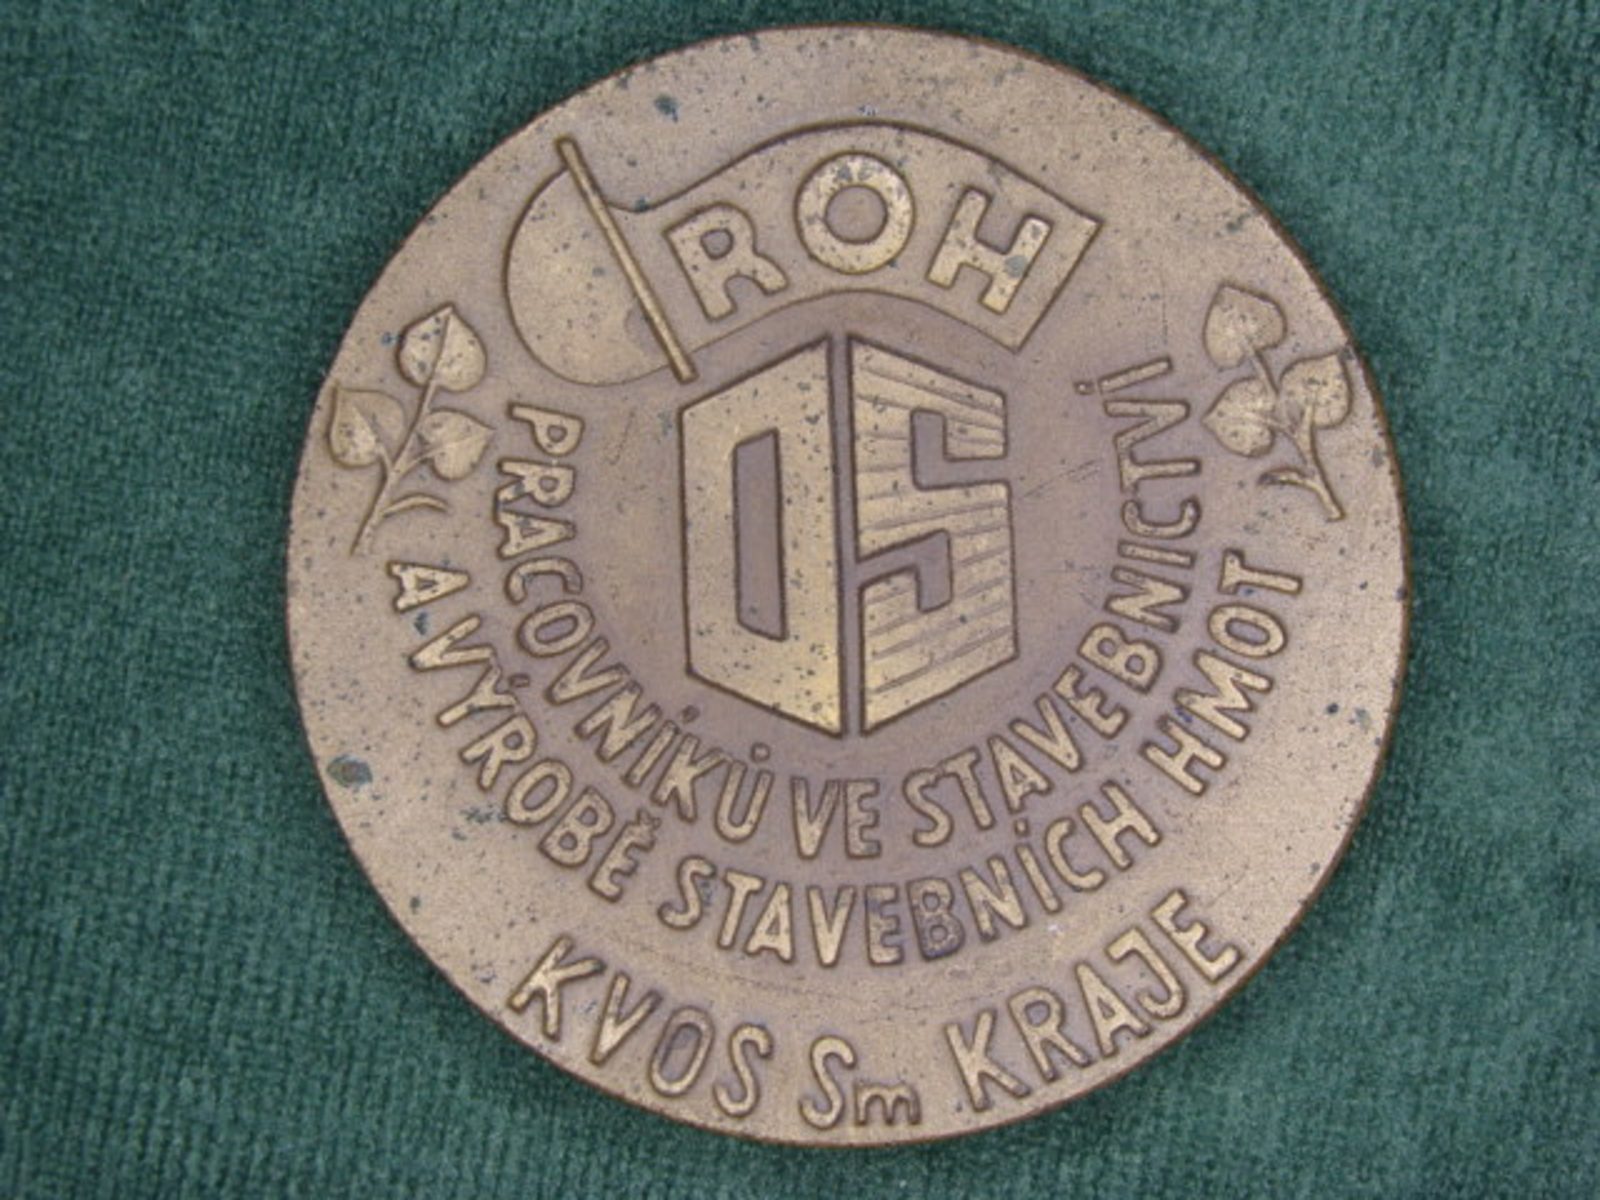 ROH
OS
PRACOVNÍKŮ VE STAVEBNICTVÍ
A VÝROBĚ STAVEBNÍCH HMOT
KVOS Sm KRAJE